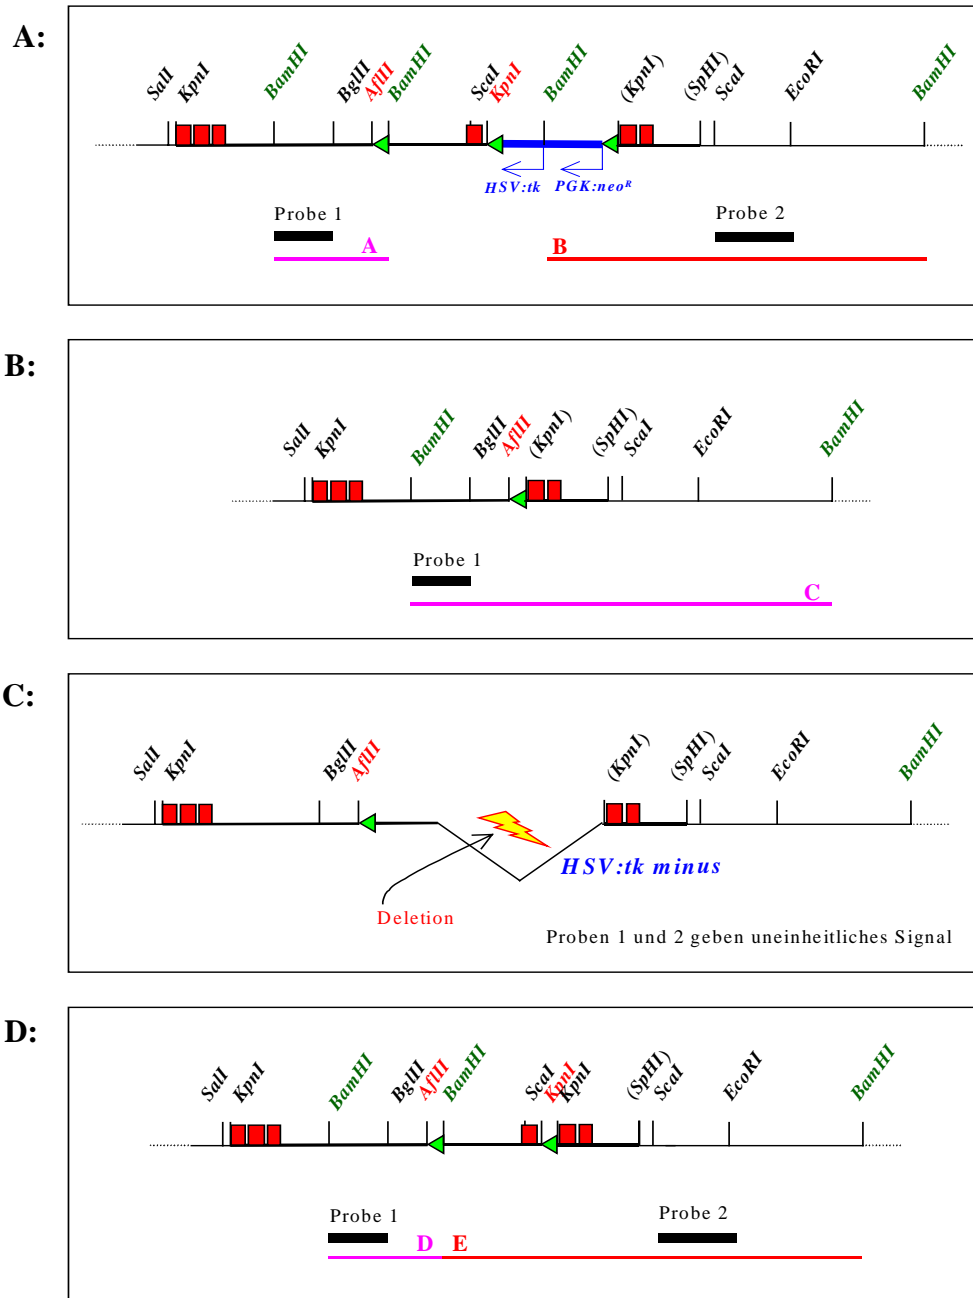 A:
SalI KpnI BamHI BglII AflII BamHI ScaI KpnI BamHI (KpnI) (SpHI) ScaI EcoRI BamHI
HSV:tk PGK:neoR
Probe 1 Probe 2
A B
B:
SalI KpnI BamHI BglII AflII (KpnI) (SpHI) ScaI EcoRI BamHI
Probe 1
C
C:
SalI KpnI BglII AflII (KpnI) (SpHI) ScaI EcoRI BamHI
HSV:tk minus
Deletion
Proben 1 und 2 geben uneinheitliches Signal
D:
SalI KpnI BamHI BglII AflII BamHI ScaI KpnI KpnI (SpHI) ScaI EcoRI BamHI
Probe 1 Probe 2
D E